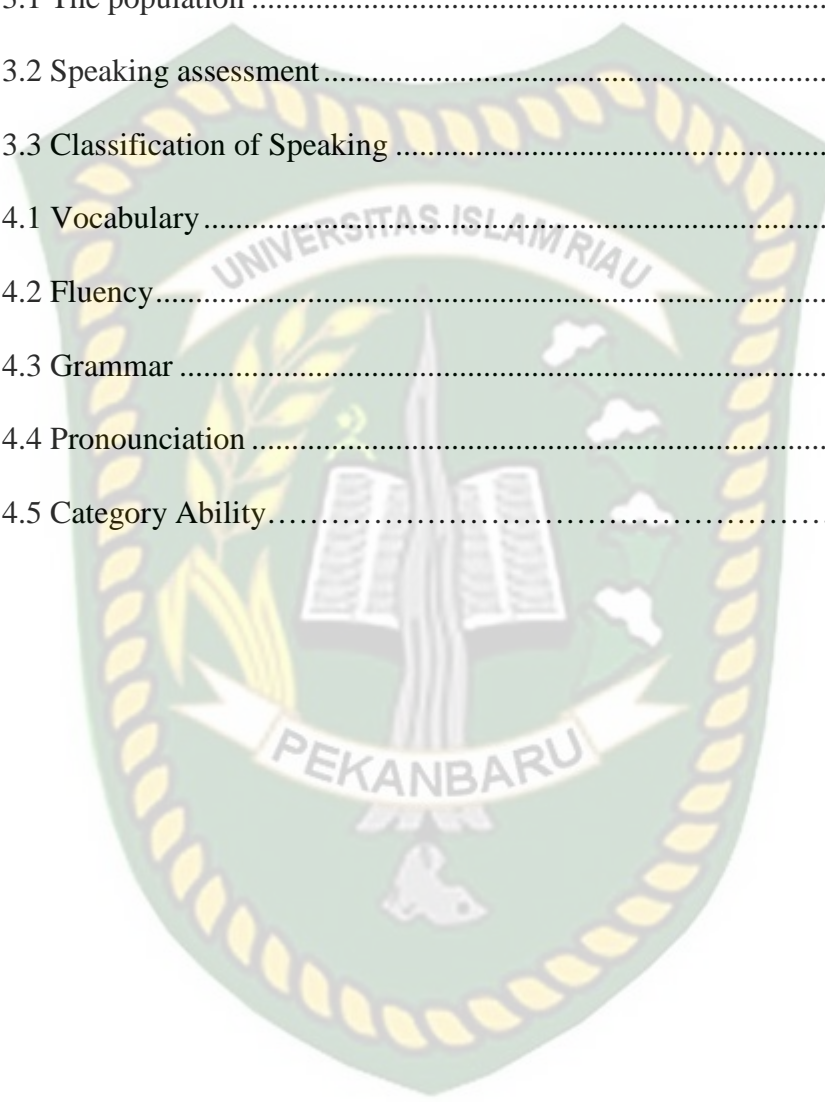 3.1 The population ........................................................................
3.2 Speaking assessment ...............................................................
3.3 Classification of Speaking ......................................................
4.1 Vocabulary ..............................................................................
UNIVERSITAS ISLAM RIAU
4.2 Fluency....................................................................................
4.3 Grammar .................................................................................
4.4 Pronounciation ........................................................................
4.5 Category Ability……………………………………………………
PEKANBARU